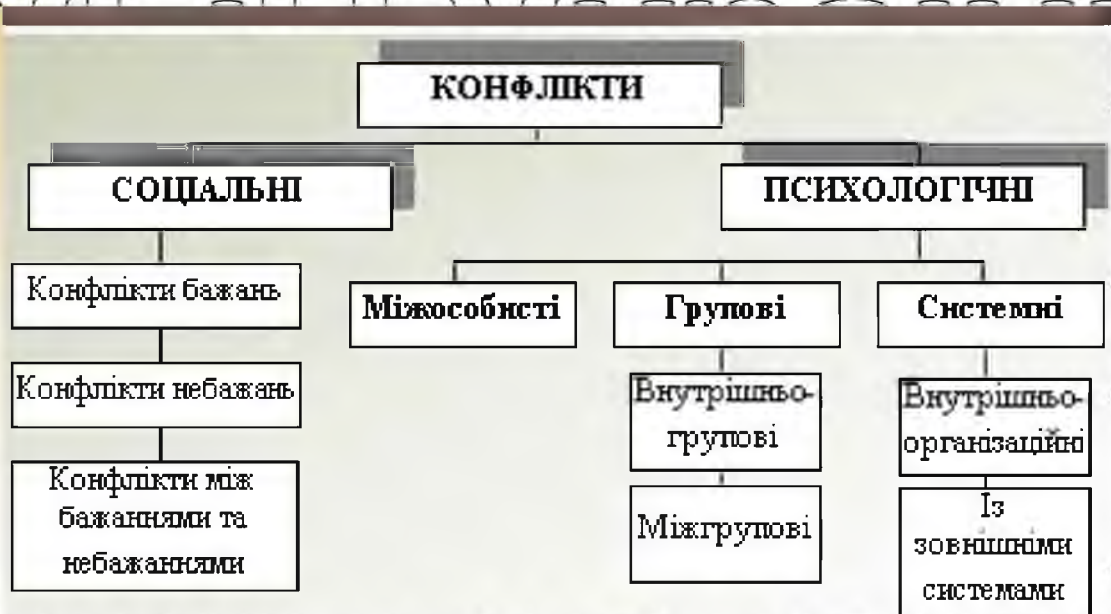 КОНФЛІКТИ
СОЦІАЛЬНІ
ПСИХОЛОГІЧНІ
Конфлікти бажань
Конфлікти небажань
Конфлікти між
бажаннями та
небажаннями
Міжособисті
Групові
Внутрішньо-
групові
Міжгрупові
Системні
Внутрішньо-
організаційні
Із
зовнішніми
системами